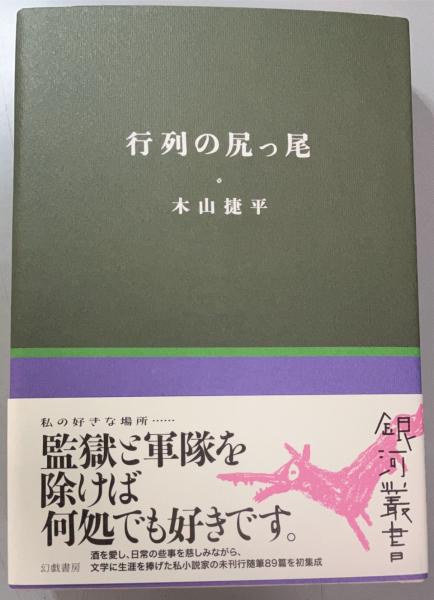 行列の尻っ尾
木山捷平
私の好きな場所……
監獄と軍隊を
除けば
何処でも好きです。
銀河叢書
酒を愛し、日常の些事を慈しみながら、
文学に生涯を捧げた私小説家の未刊行随筆89篇を初集成
幻戯書房